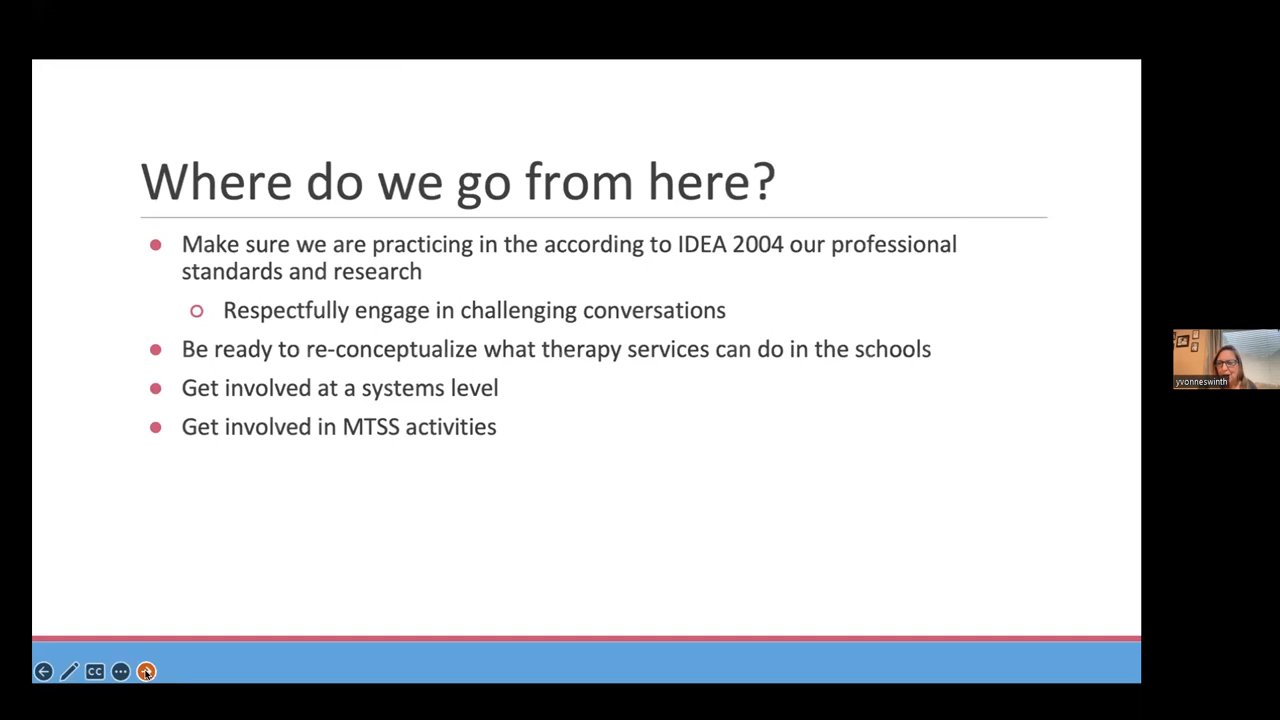 Where do we go from here?
Make sure we are practicing in the according to IDEA 2004 our professional
standards and research
Respectfully engage in challenging conversations
Be ready to re-conceptualize what therapy services can do in the schools
Get involved at a systems level
Get involved in MTSS activities
yvonneswinth
CC